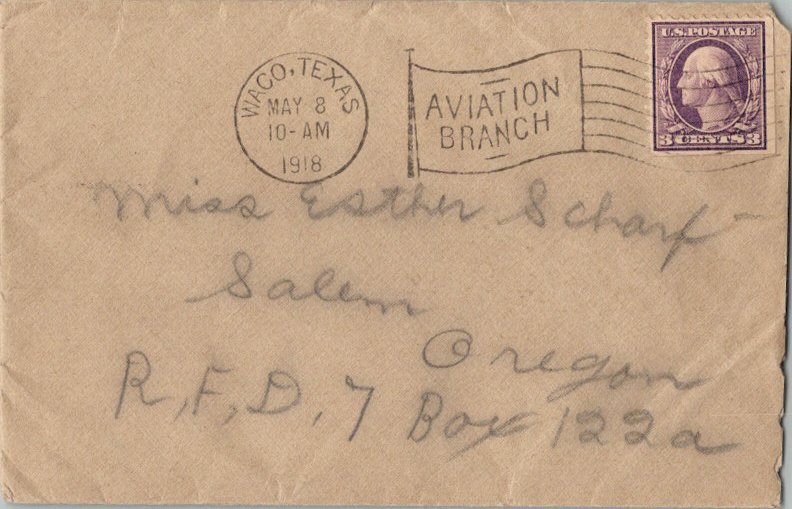 WACO, TEXAS
MAY 8
10-AM
1918
AVIATION
BRANCH
U.S. POSTAGE
3 CENTS 3
Miss Esther Scharf
Salem
Oregon
R, F, D, 7 Box 122a